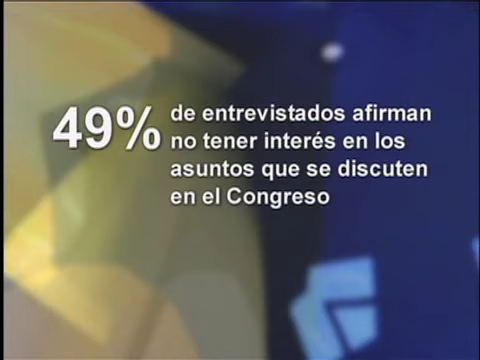 49% de entrevistados afirman
no tener interés en los
asuntos que se discuten
en el Congreso